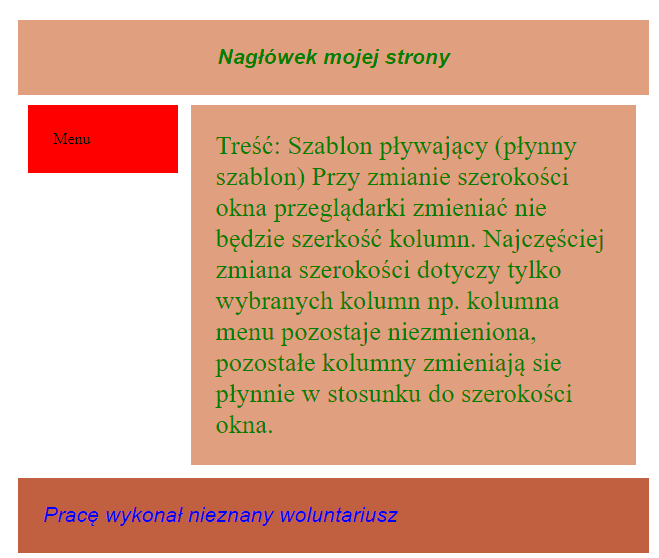 Nagłówek mojej strony
Menu
Treść: Szablon pływający (płynny
szablon) Przy zmianie szerokości
okna przeglądarki zmieniać nie
będzie szerkość kolumn. Najczęściej
zmiana szerokości dotyczy tylko
wybranych kolumn np. kolumna
menu pozostaje niezmieniona,
pozostałe kolumny zmieniają sie
płynnie w stosunku do szerokości
okna.
Pracę wykonał nieznany woluntariusz